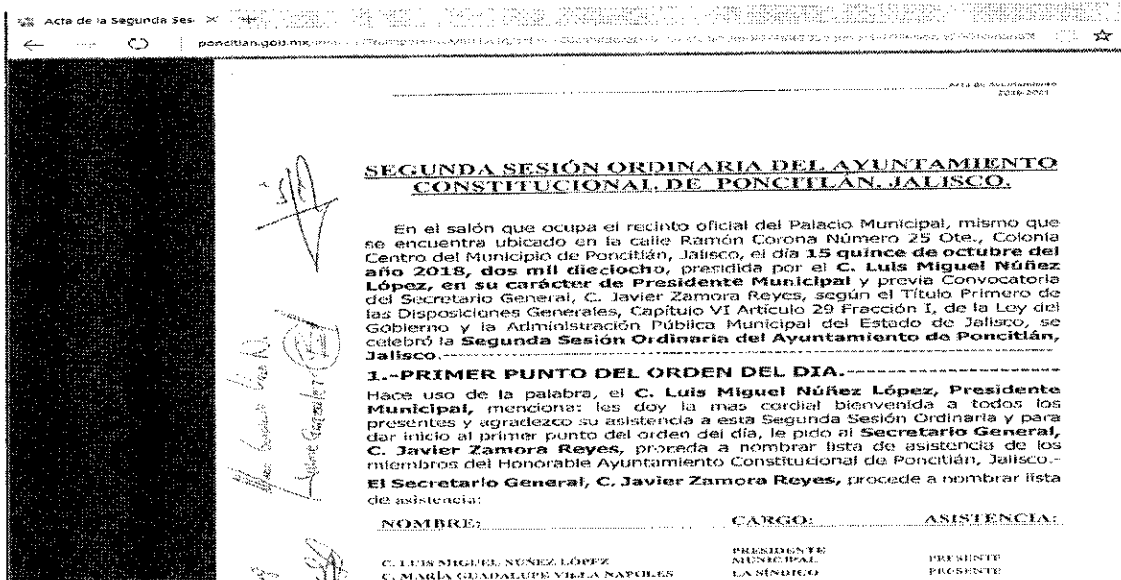 Acta de la Segunda Ses
poncitlan.gob.mx
Acta de Ayuntamiento
2018-2021
SEGUNDA SESIÓN ORDINARIA DEL AYUNTAMIENTO
CONSTITUCIONAL DE PONCITLÁN, JALISCO.
En el salón que ocupa el recinto oficial del Palacio Municipal, mismo que
se encuentra ubicado en la calle Ramón Corona Número 25 Ote., Colonia
Centro del Municipio de Poncitlán, Jalisco, el día 15 quince de octubre del
año 2018, dos mil dieciocho, presidida por el C. Luis Miguel Núñez
López, en su carácter de Presidente Municipal y previa Convocatoria
del Secretario General, C. Javier Zamora Reyes, según el Título Primero de
las Disposiciones Generales, Capítulo VI Artículo 29 Fracción I, de la Ley del
Gobierno y la Administración Pública Municipal del Estado de Jalisco, se
celebró la Segunda Sesión Ordinaria del Ayuntamiento de Poncitlán,
Jalisco.------------------------------------------------------------
1.-PRIMER PUNTO DEL ORDEN DEL DIA.--------------------
Hace uso de la palabra, el C. Luis Miguel Núñez López, Presidente
Municipal, menciona: les doy la mas cordial bienvenida a todos los
presentes y agradezco su asistencia a esta Segunda Sesión Ordinaria y para
dar inicio al primer punto del orden del día, le pido al Secretario General,
C. Javier Zamora Reyes, proceda a nombrar lista de asistencia de los
miembros del Honorable Ayuntamiento Constitucional de Poncitlán, Jalisco.-
El Secretario General, C. Javier Zamora Reyes, procede a nombrar lista
de asistencia:
NOMBRE: CARGO: ASISTENCIA:
C. LUIS MIGUEL NUÑEZ LÓPEZ PRESIDENTE MUNICIPAL PRESENTE
C. MARÍA GUADALUPE VILLA NAPOLES LA SÍNDICO PRESENTE